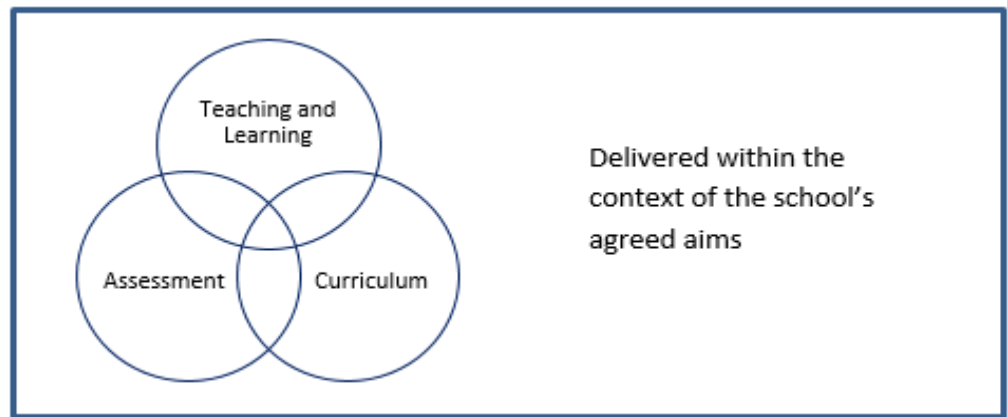 Teaching and
Learning
Assessment
Curriculum
Delivered within the
context of the school’s
agreed aims